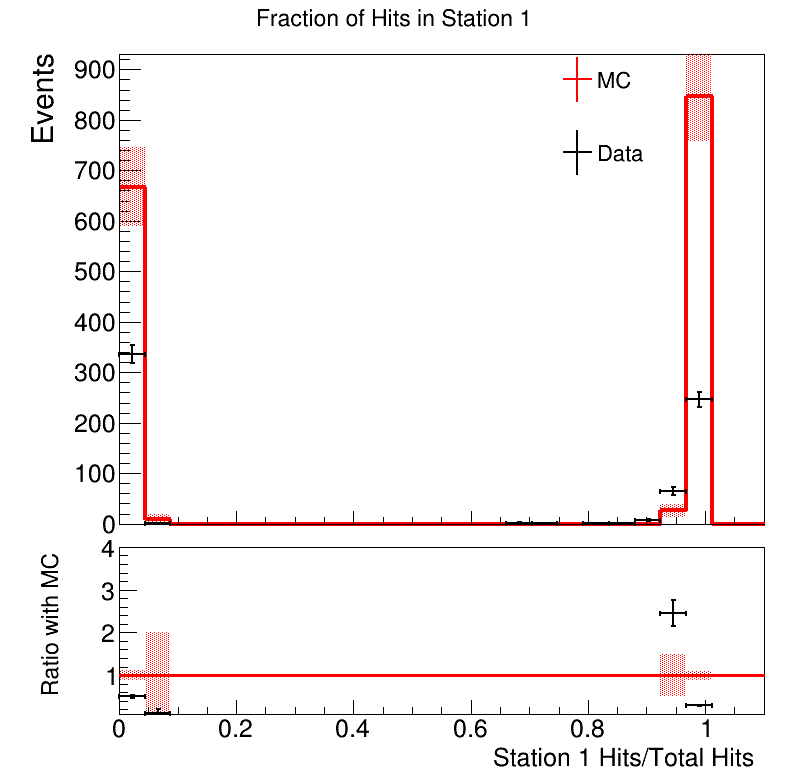 Fraction of Hits in Station 1
Events
900
800
700
600
500
400
300
200
100
0
MC
Data
Ratio with MC
4
3
2
1
0 0.2 0.4 0.6 0.8 1
Station 1 Hits/Total Hits